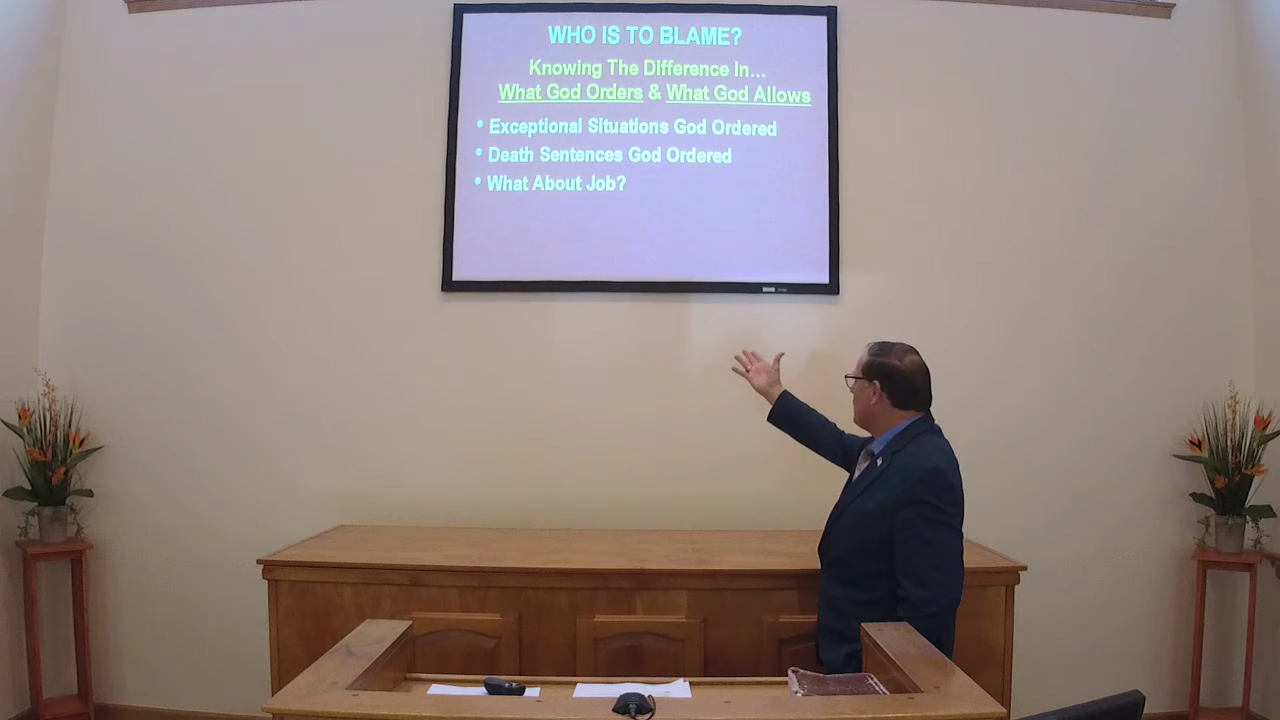 WHO IS TO BLAME?
Knowing The Difference In...
What God Orders & What God Allows
• Exceptional Situations God Ordered
• Death Sentences God Ordered
• What About Job?